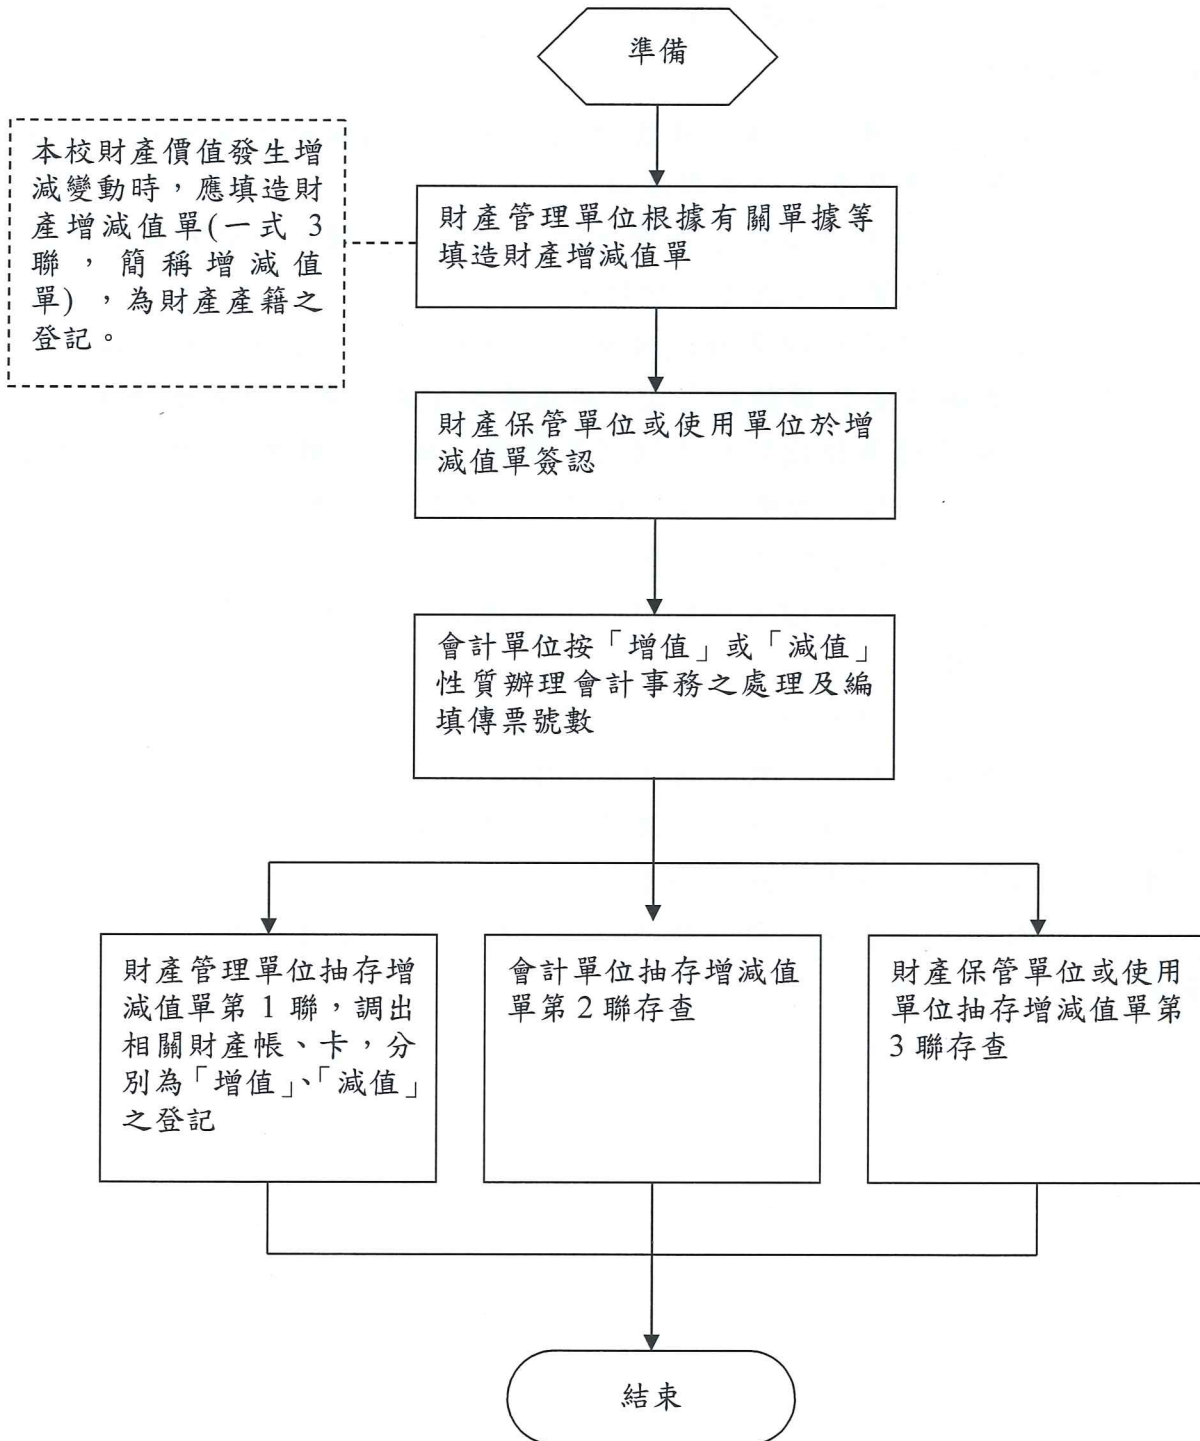 準備
本校財產價值發生增
減變動時，應填造財
產增減值單(一式 3
聯，簡稱增減值
單)，為財產產籍之
登記。
財產管理單位根據有關單據等
填造財產增減值單
財產保管單位或使用單位於增
減值單簽認
會計單位按「增值」或「減值」
性質辦理會計事務之處理及編
填傳票號數
財產管理單位抽存增
減值單第 1 聯，調出
相關財產帳、卡，分
別為「增值」、「減值」
之登記
會計單位抽存增減值
單第 2 聯存查
財產保管單位或使用
單位抽存增減值單第
3 聯存查
結束